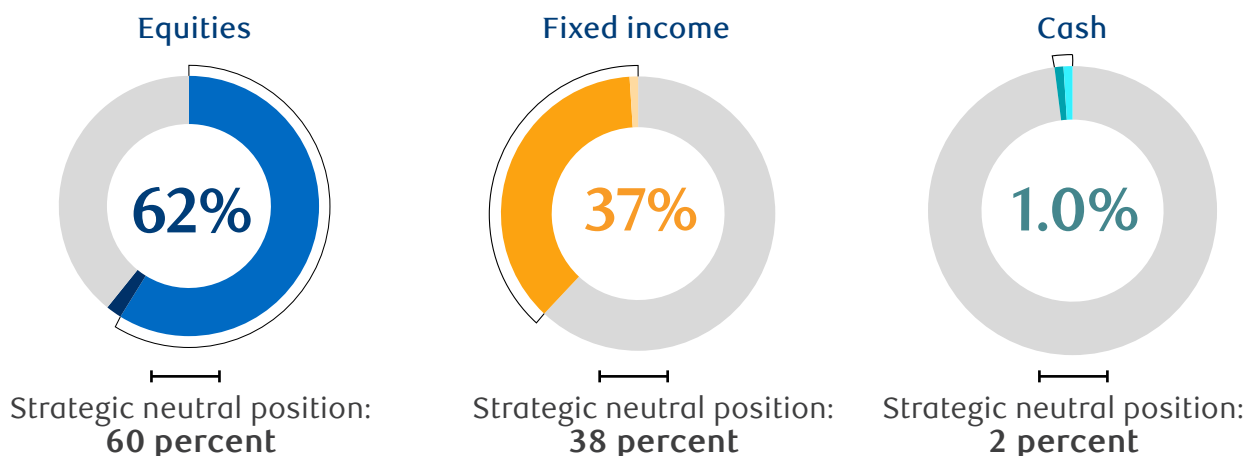 Equities
62%
Strategic neutral position:
60 percent
Fixed income
37%
Strategic neutral position:
38 percent
Cash
1.0%
Strategic neutral position:
2 percent